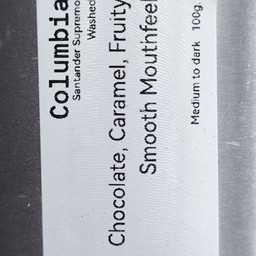 Columbia
Santander Supremo
Washed
Chocolate, Caramel, Fruity
Smooth Mouthfeel
Medium to dark 100g.